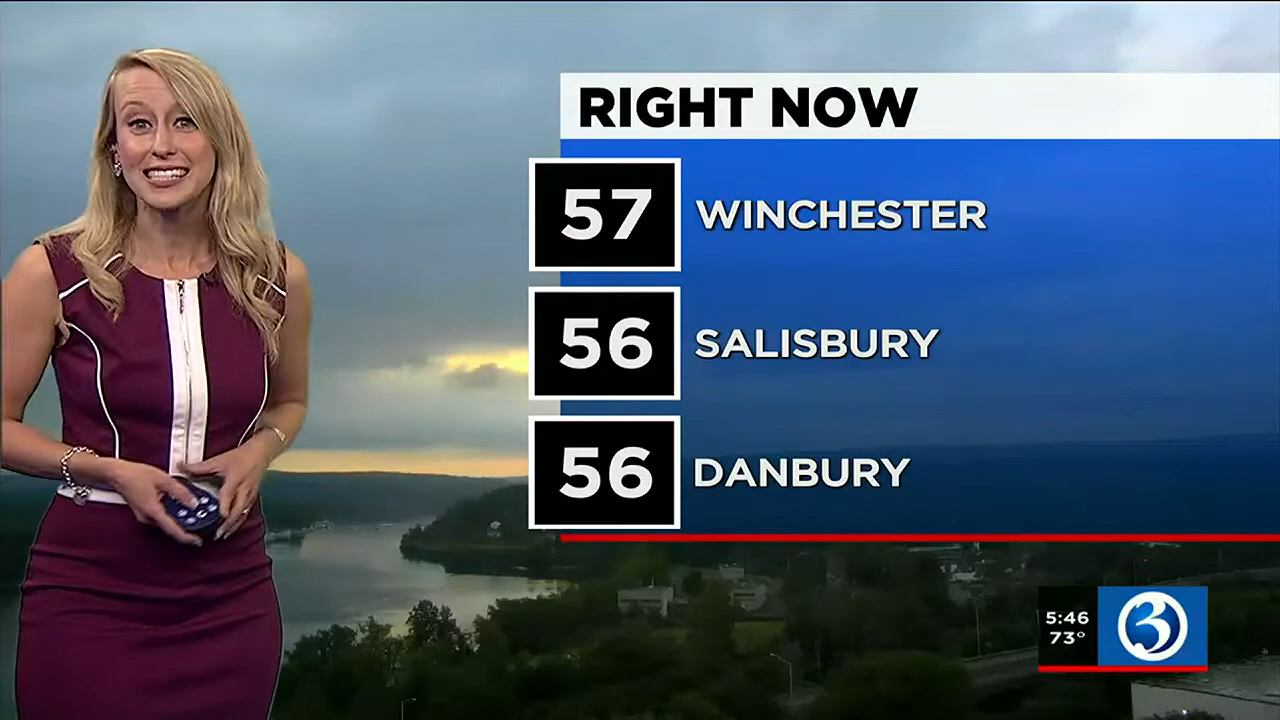 RIGHT NOW
57 WINCHESTER
56 SALISBURY
56 DANBURY
5:46
73°
3